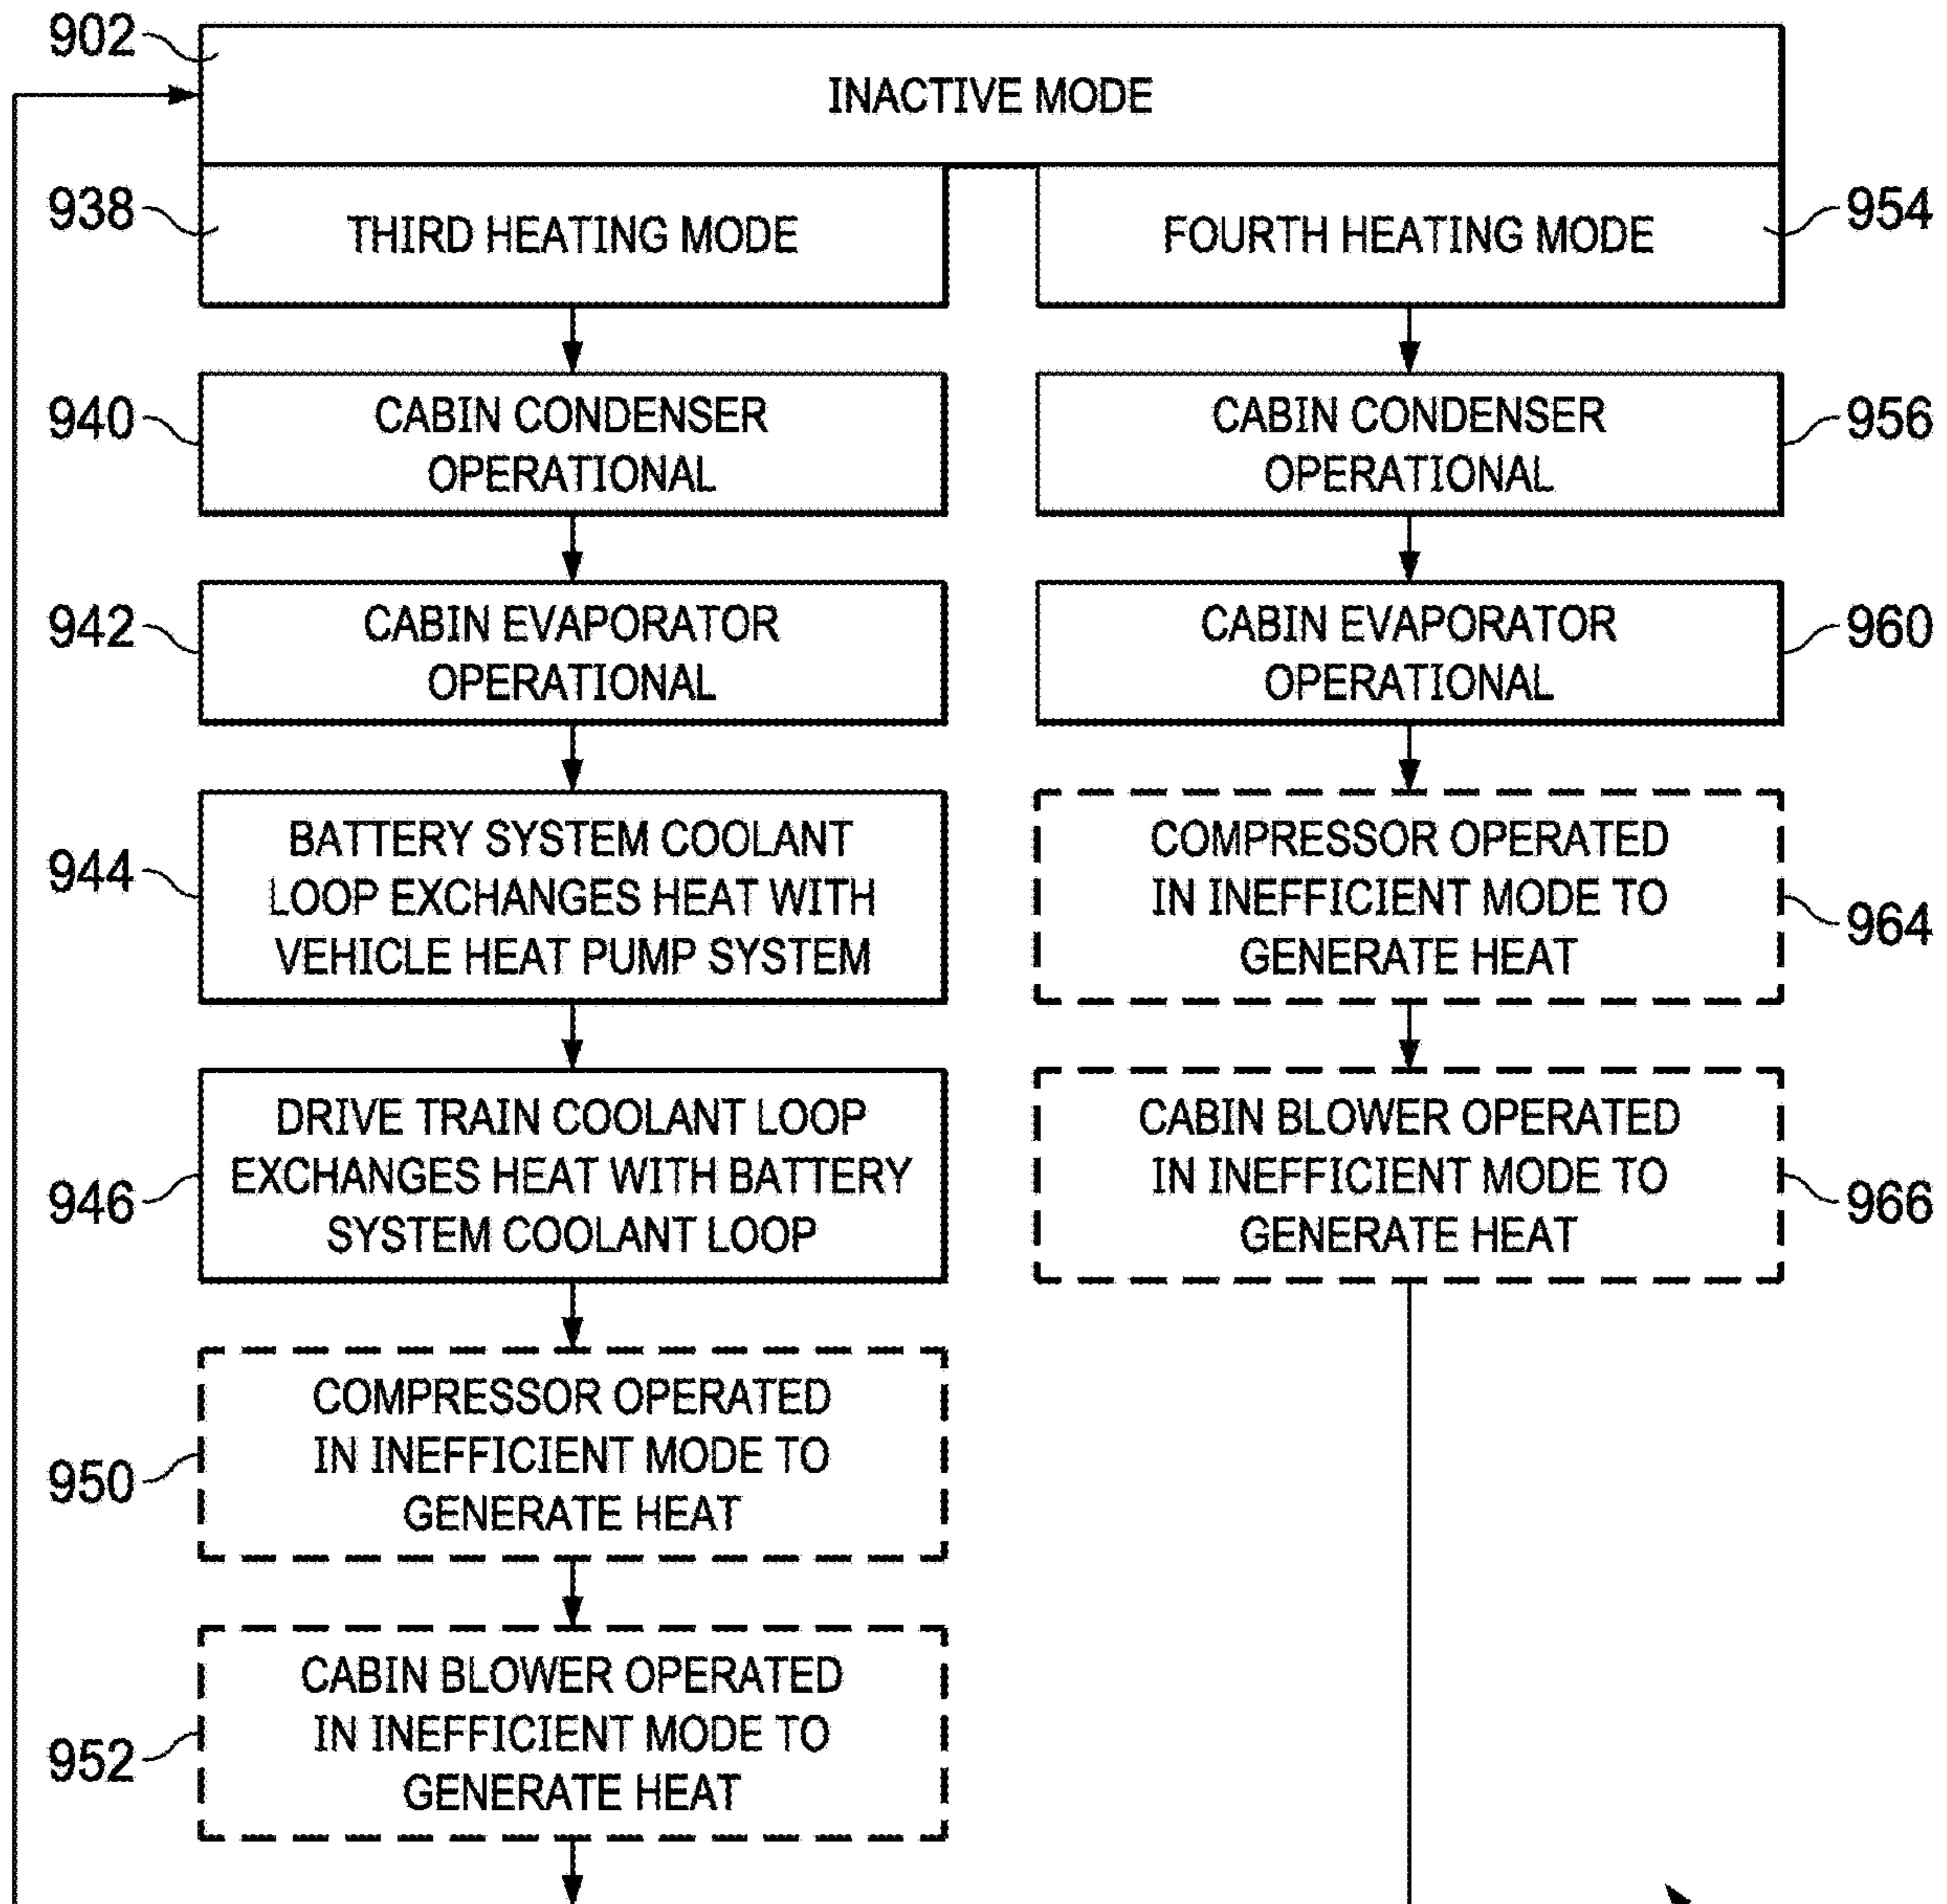 902
INACTIVE MODE
938
THIRD HEATING MODE
FOURTH HEATING MODE
954
940
CABIN CONDENSER
OPERATIONAL
CABIN CONDENSER
OPERATIONAL
956
942
CABIN EVAPORATOR
OPERATIONAL
CABIN EVAPORATOR
OPERATIONAL
960
944
BATTERY SYSTEM COOLANT
LOOP EXCHANGES HEAT WITH
VEHICLE HEAT PUMP SYSTEM
COMPRESSOR OPERATED
IN INEFFICIENT MODE TO
GENERATE HEAT
964
946
DRIVE TRAIN COOLANT LOOP
EXCHANGES HEAT WITH BATTERY
SYSTEM COOLANT LOOP
CABIN BLOWER OPERATED
IN INEFFICIENT MODE TO
GENERATE HEAT
966
950
COMPRESSOR OPERATED
IN INEFFICIENT MODE TO
GENERATE HEAT
952
CABIN BLOWER OPERATED
IN INEFFICIENT MODE TO
GENERATE HEAT